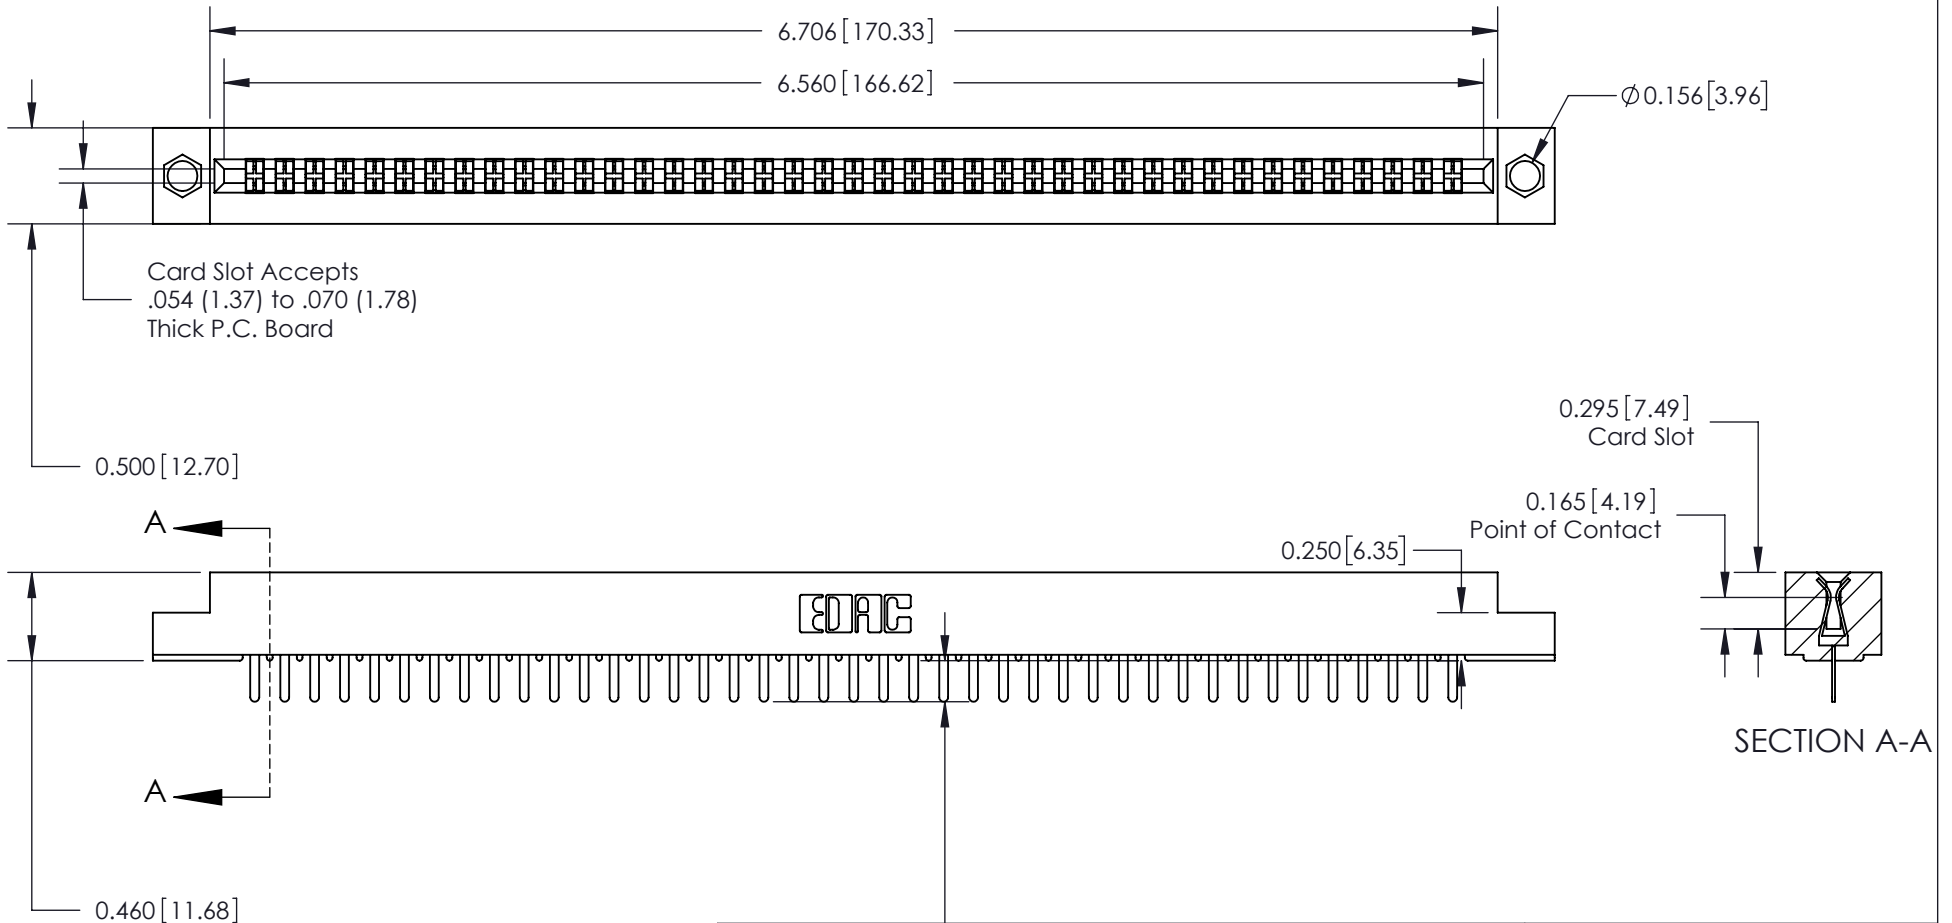 6.706[170.33]
6.560[166.62]
Ø0.156[3.96]
Card Slot Accepts
.054 (1.37) to .070 (1.78)
Thick P.C. Board
0.295[7.49]
Card Slot
0.500[12.70]
0.165[4.19]
Point of Contact
A
0.250[6.35]
EDAC
SECTION A-A
A
0.460[11.68]